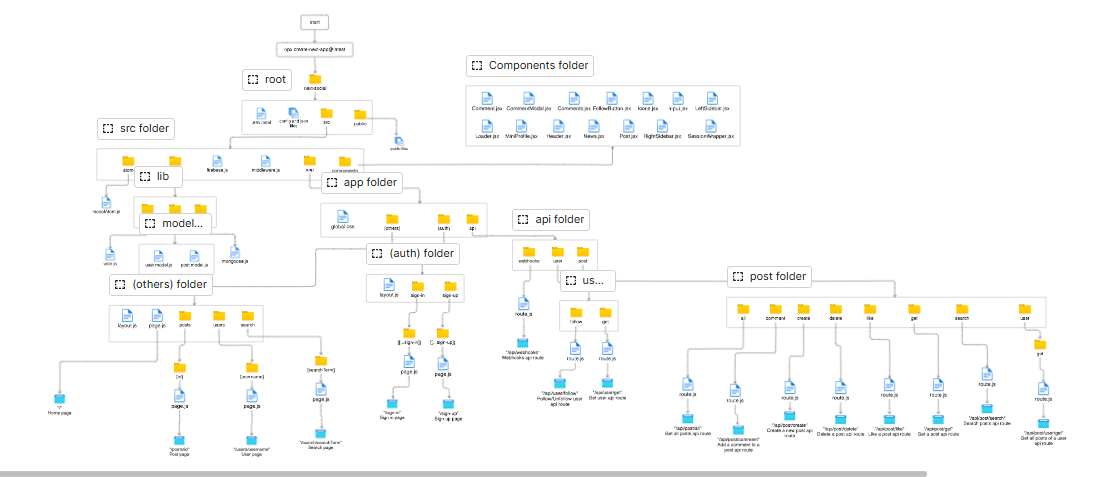 start
npx create-next-app@latest
root
next-social
.env.local
config and json
files
src
public
public files
Components folder
Comment.jsx
CommentModal.jsx
Comments.jsx
FollowButton.jsx
Icons.jsx
Input.jsx
LeftSidebar.jsx
Loader.jsx
MiniProfile.jsx
Header.jsx
News.jsx
Post.jsx
RightSidebar.jsx
SessionWrapper.jsx
src folder
atom
firebase.js
middleware.js
app
components
lib
modalAtom.js
app folder
global.css
(others)
(auth)
api
model...
user.js
user.model.js
post.model.js
mongoose.js
api folder
webhooks
user
post
(auth) folder
layout.js
sign-in
sign-up
us...
follow
get
post folder
all
comment
create
delete
like
get
search
user
get
(others) folder
layout.js
page.js
posts
users
search
[id]
[username]
[searchTerm]
[[...sign-in]]
[[...sign-up]]
page.js
page.js
page.js
page.js
page.js
route.js
route.js
route.js
route.js
route.js
route.js
route.js
route.js
route.js
route.js
route.js
"/"
Home page
"/posts/id"
Post page
"/users/username"
User page
"/search/searchTerm"
Search page
"/sign-in"
Sign in page
"/sign-up"
Sign up page
"/api/webhooks"
Webhooks api route
"/api/user/follow"
Follow/Unfollow user
api route
"/api/user/get"
Get user api route
"/api/post/all"
Get all posts api route
"/api/post/comment"
Add a comment to a
post api route
"/api/post/create"
Create a new post api
route
"/api/post/delete"
Delete a post api route
"/api/post/like"
Like a post api route
"/api/post/get"
Get a post api route
"/api/post/search"
Search posts api route
"/api/post/user/get"
Get all posts of a user
api route